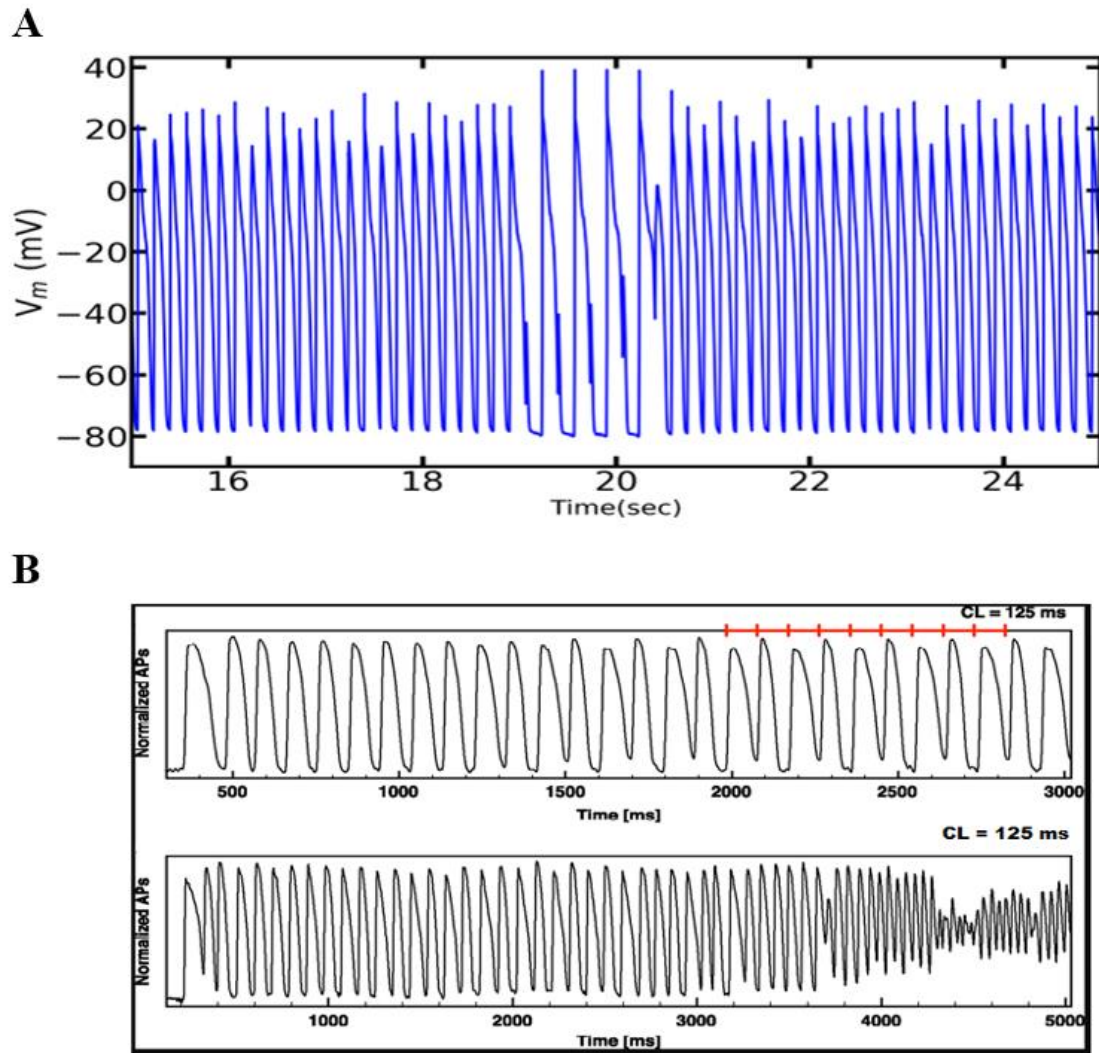 A
40
20
0
−20
−40
−60
−80
V_m (mV)
16 18 20 22 24
Time(sec)
B
CL = 125 ms
Normalized APs
500 1000 1500 2000 2500 3000
Time [ms]
CL = 125 ms
Normalized APs
1000 2000 3000 4000 5000
Time [ms]